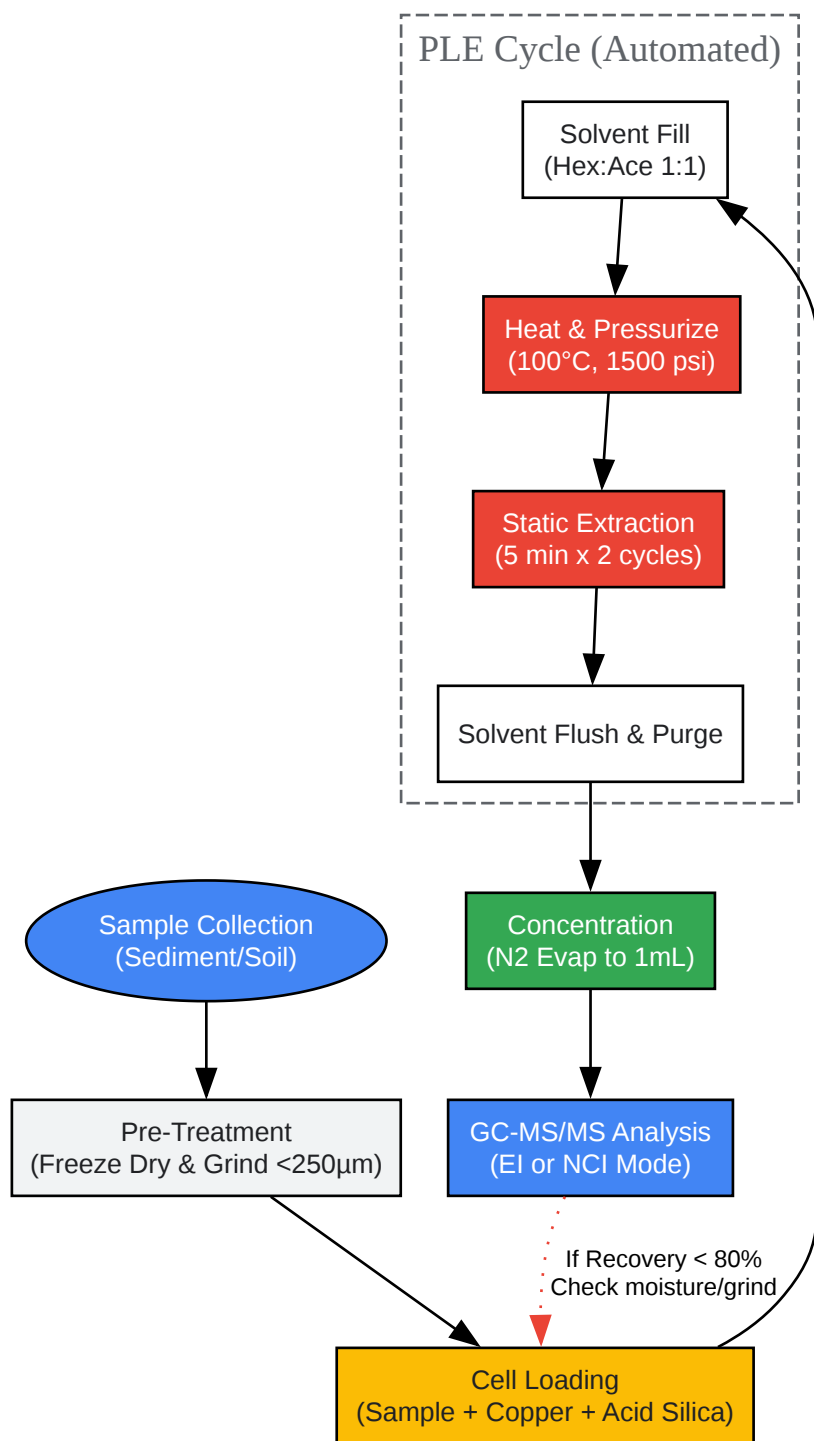 PLE Cycle (Automated)
Solvent Fill
(Hex:Ace 1:1)
Heat & Pressurize
(100°C, 1500 psi)
Static Extraction
(5 min x 2 cycles)
Solvent Flush & Purge
Sample Collection
(Sediment/Soil)
Concentration
(N2 Evap to 1mL)
Pre-Treatment
(Freeze Dry & Grind <250µm)
GC-MS/MS Analysis
(EI or NCI Mode)
If Recovery < 80%
Check moisture/grind
Cell Loading
(Sample + Copper + Acid Silica)